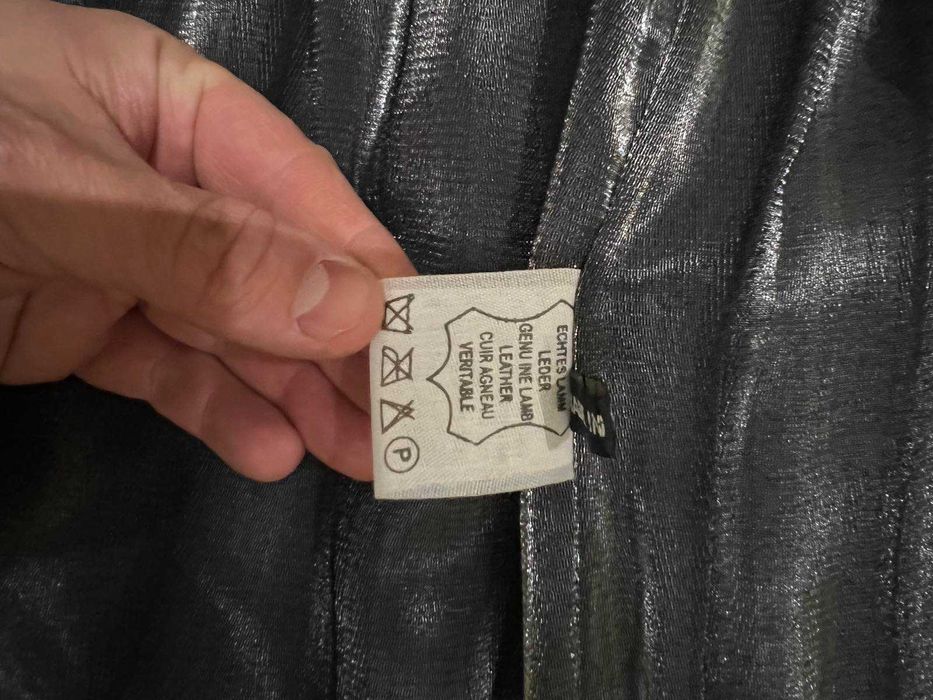 ECHTES LAMM
LEDER
GENUINE LAMB
LEATHER
CUIR AGNEAU
VERITABLE
P